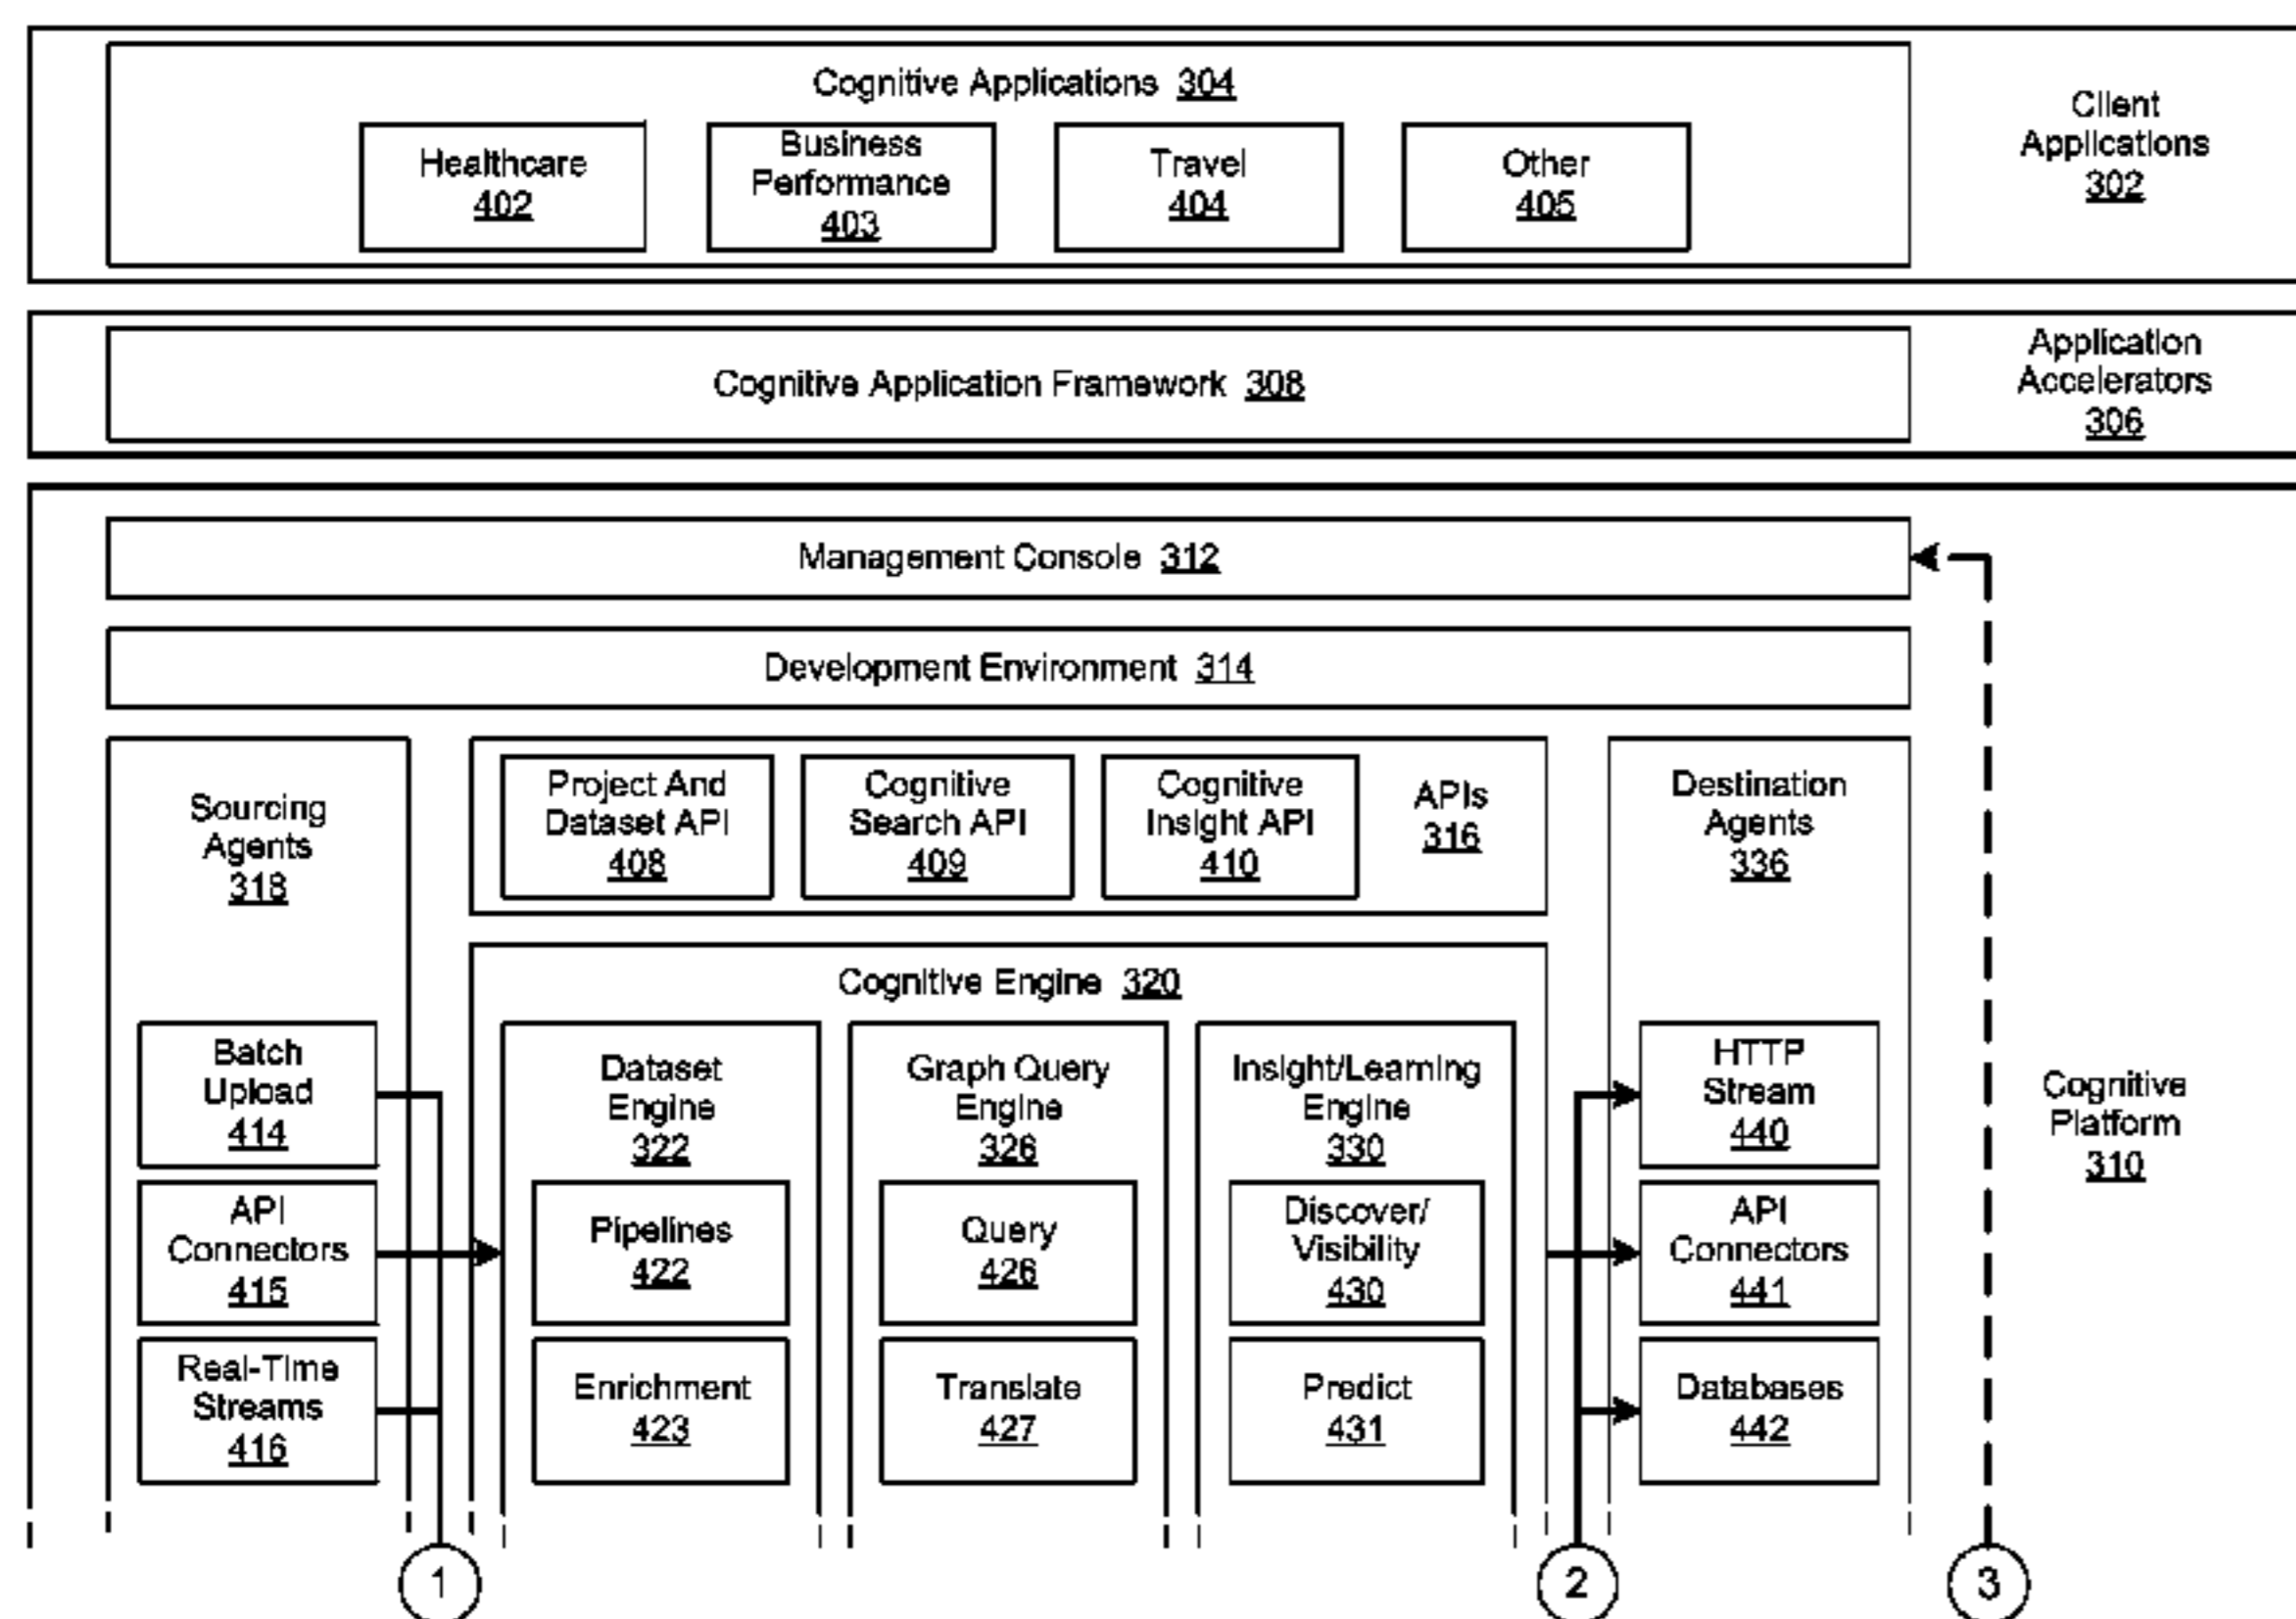 Cognitive Applications 304
Healthcare
402
Business
Performance
403
Travel
404
Other
405
Client
Applications
302
Cognitive Application Framework 308
Application
Accelerators
306
Management Console 312
Development Environment 314
Sourcing
Agents
318
Project And
Dataset API
408
Cognitive
Search API
409
Cognitive
Insight API
410
APIs
316
Destination
Agents
336
Cognitive Engine 320
Batch
Upload
414
API
Connectors
415
Real-Time
Streams
416
Dataset
Engine
322
Pipelines
422
Enrichment
423
Graph Query
Engine
326
Query
426
Translate
427
Insight/Learning
Engine
330
Discover/
Visibility
430
Predict
431
HTTP
Stream
440
API
Connectors
441
Databases
442
Cognitive
Platform
310
1
2
3